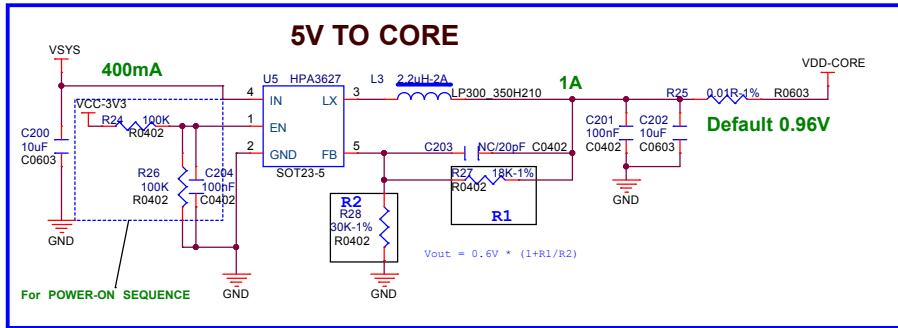 5V TO CORE
VSYS
400mA
U5 HPA3627
L3 2.2uH-2A
LP300_350H210
1A
VDD-CORE
VCC-3V3
R24 100K
R0402
4 IN
LX 3
1 EN
2 GND
FB 5
SOT23-5
C200
10uF
C0603
R26
100K
R0402
C204
100nF
C0402
C203 NC/20pF C0402
R27 18K-1%
R0402
R1
R2
R28
30K-1%
R0402
R25 0.01R-1% R0603
C201
100nF
C0402
C202
10uF
C0603
Default 0.96V
Vout = 0.6V * (1+R1/R2)
GND
GND
GND
GND
For POWER-ON SEQUENCE